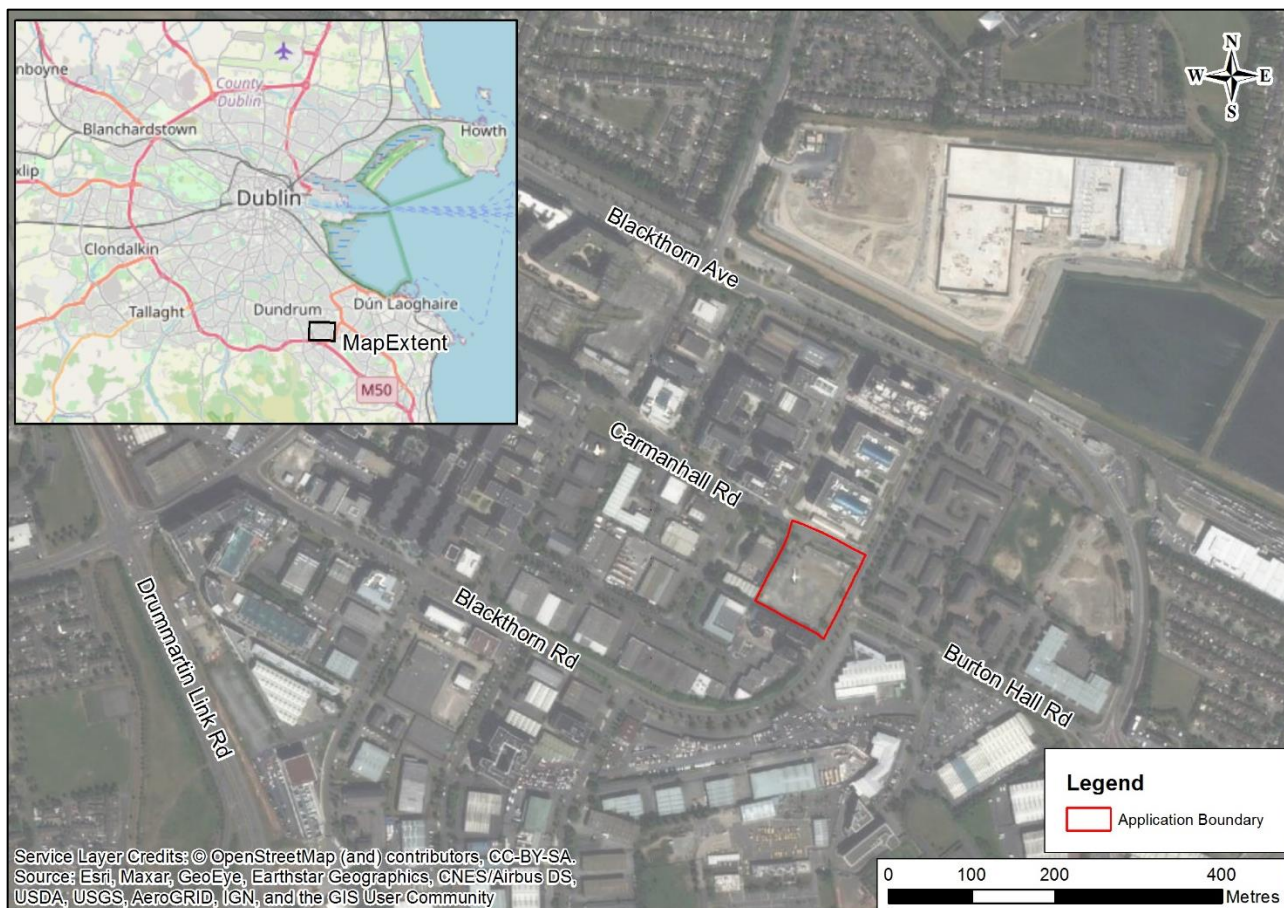 County
Dublin
nboyne
Blanchardstown
Howth
xlip
Dublin
Clondalkin
Tallaght
Dundrum
Dún Laoghaire
MapExtent
M50
N
W E
S
Blackthorn Ave
Carmanhall Rd
Blackthorn Rd
Drummartin Link Rd
Burton Hall Rd
Legend
Application Boundary
Service Layer Credits: © OpenStreetMap (and) contributors, CC-BY-SA.
Source: Esri, Maxar, GeoEye, Earthstar Geographics, CNES/Airbus DS,
USDA, USGS, AeroGRID, IGN, and the GIS User Community
0 100 200 400
Metres